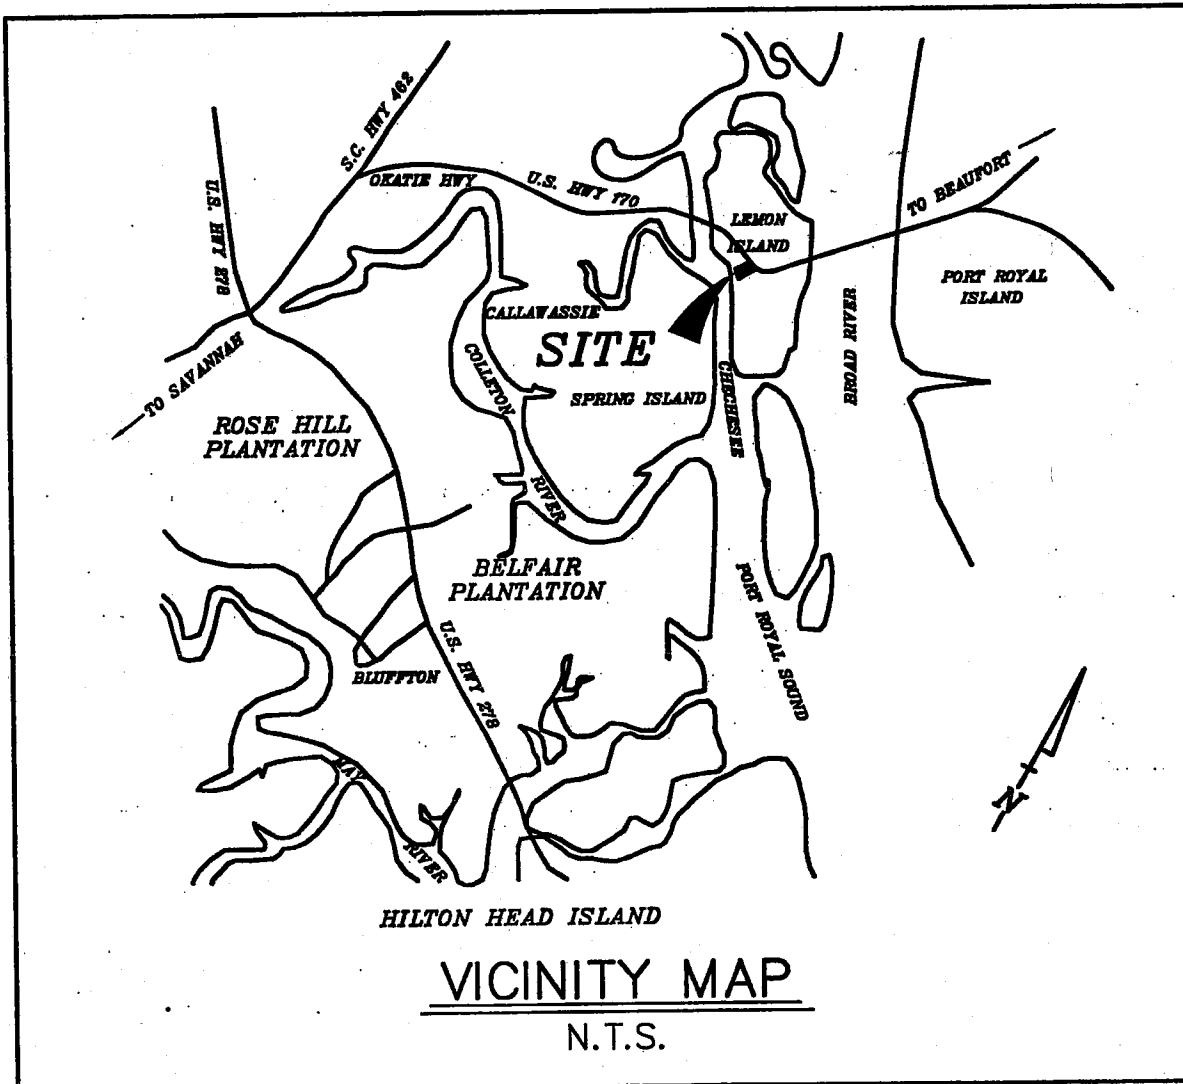 S.C. HWY 462
U.S. HWY 278
OKATIE HWY
U.S. HWY 170
LEMON
ISLAND
TO BEAUFORT
PORT ROYAL
ISLAND
CALLAWASSIE
SITE
TO SAVANNAH
COLLETON
RIVER
SPRING ISLAND
CHECHESEE
BROAD RIVER
ROSE HILL
PLANTATION
BELFAIR
PLANTATION
PORT ROYAL SOUND
BLUFFTON
U.S. HWY 278
MAY
RIVER
N
HILTON HEAD ISLAND
VICINITY MAP
N.T.S.